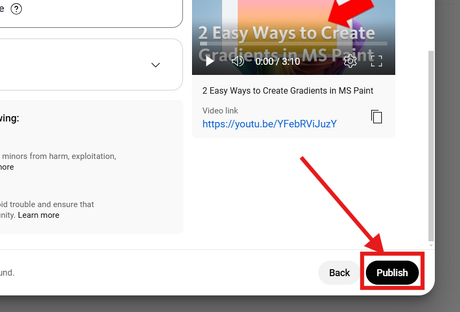 e ?
2 Easy Ways to Create
Gradients in MS Paint
0:00 / 3:10
2 Easy Ways to Create Gradients in MS Paint
Video link
https://youtu.be/YFebRViJuzY
wing:
minors from harm, exploitation,
more
oid trouble and ensure that
nity. Learn more
und.
Back
Publish